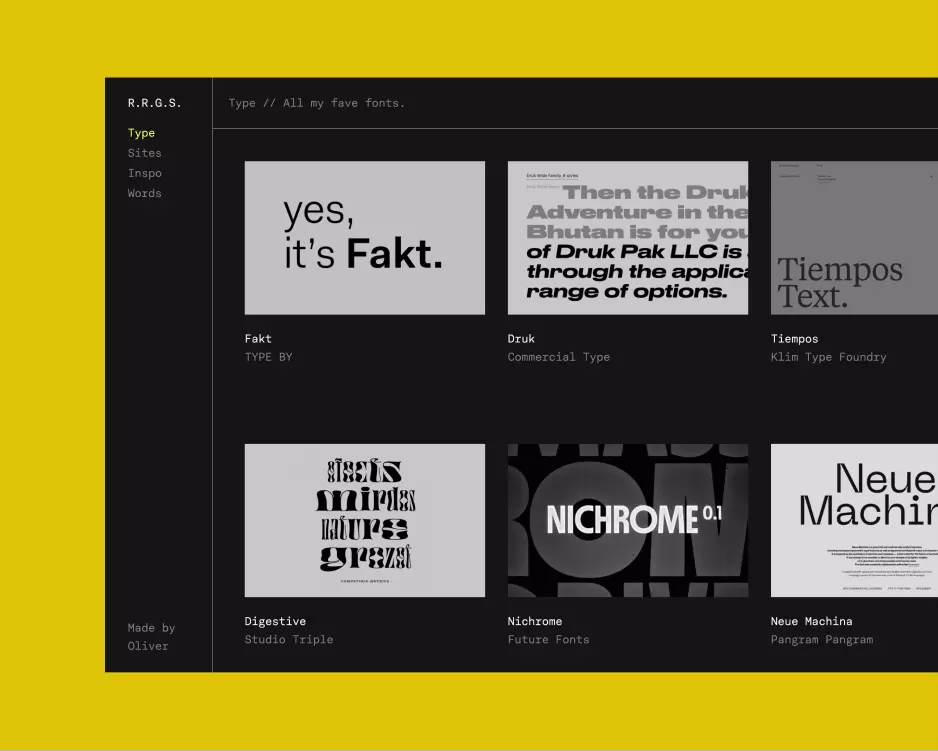 R.R.G.S.
Type // All my fave fonts.
Type
Sites
Inspo
Words
yes,
it's Fakt.
Fakt
TYPE BY
Druk Wide Family, 8 styles
Then the Druk
Adventure in the
Bhutan is for you
of Druk Pak LLC is
through the applica
range of options.
Druk
Commercial Type
Tiempos
Text.
Tiempos
Klim Type Foundry
NICHROME 0.1
Neue
Machin
Digestive
Studio Triple
Nichrome
Future Fonts
Neue Machina
Pangram Pangram
Made by
Oliver